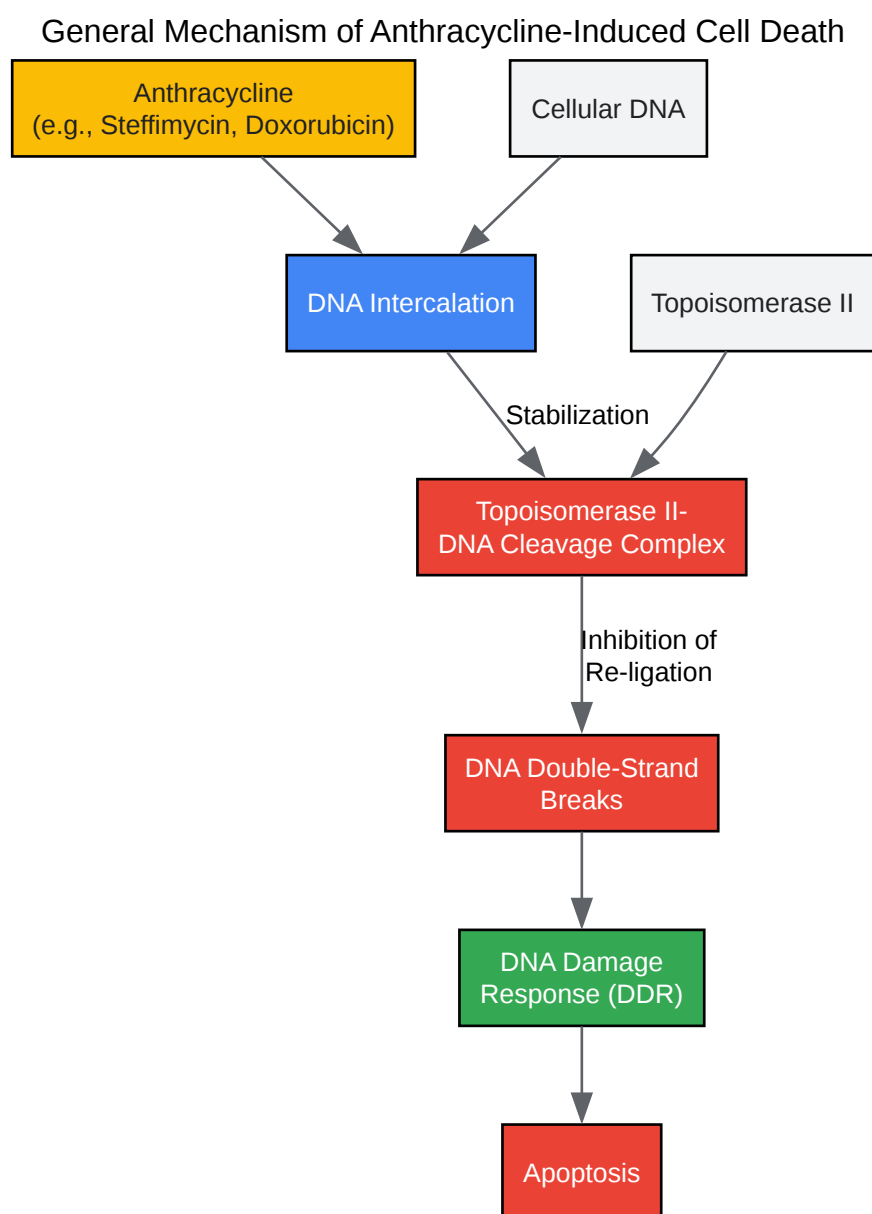 General Mechanism of Anthracycline-Induced Cell Death
Anthracycline
(e.g., Steffimycin, Doxorubicin)
Cellular DNA
DNA Intercalation
Topoisomerase II
Stabilization
Topoisomerase II-
DNA Cleavage Complex
Inhibition of
Re-ligation
DNA Double-Strand
Breaks
DNA Damage
Response (DDR)
Apoptosis